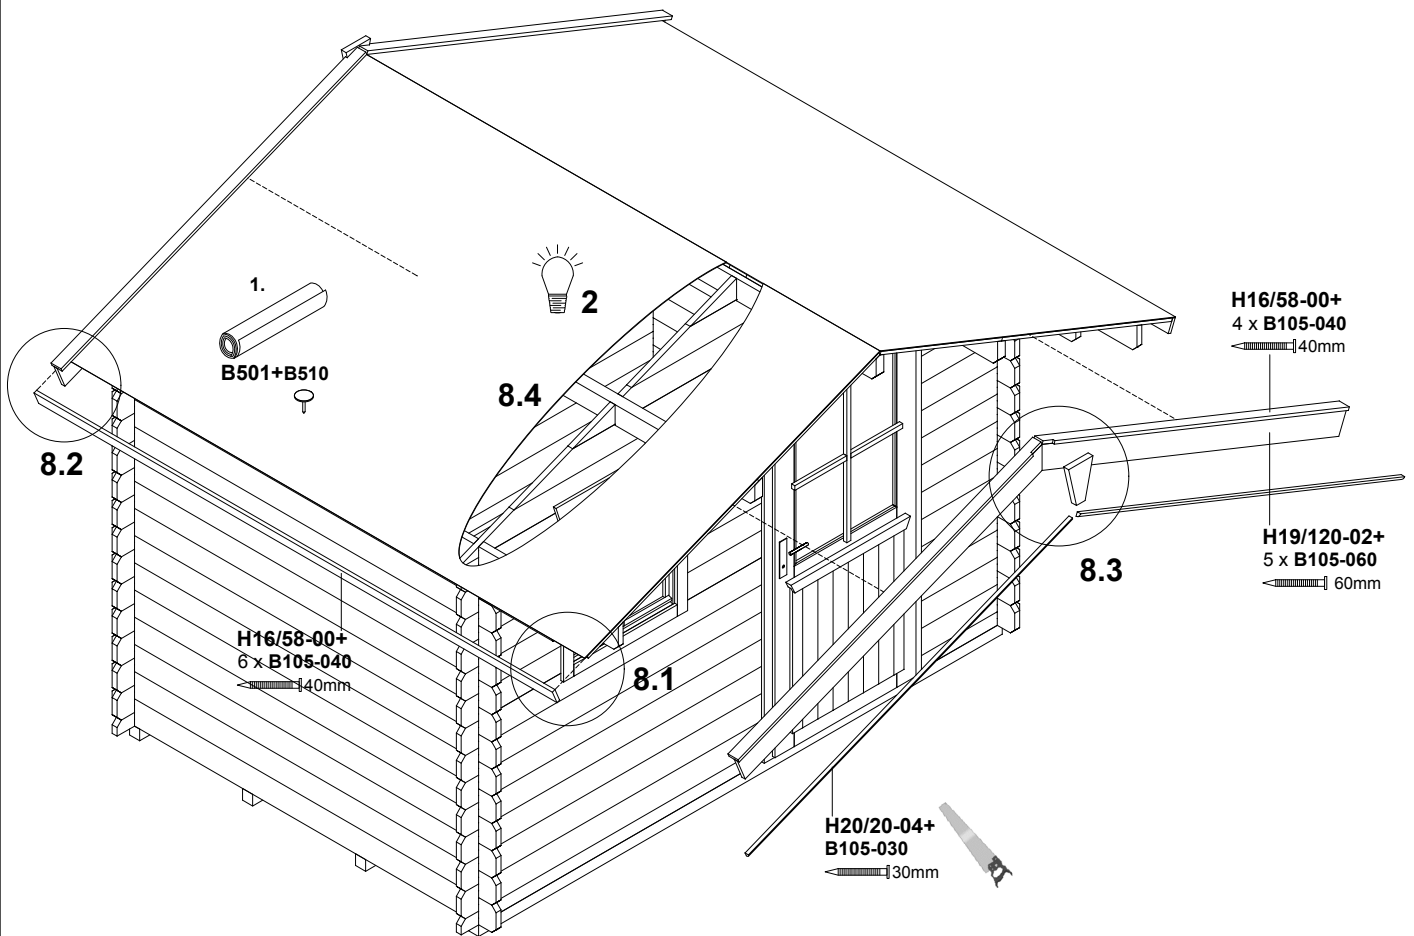 1.
B501+B510
2
8.4
8.2
H16/58-00+
4 x B105-040
40mm
8.3
H19/120-02+
5 x B105-060
60mm
H16/58-00+
6 x B105-040
40mm
8.1
H20/20-04+
B105-030
30mm